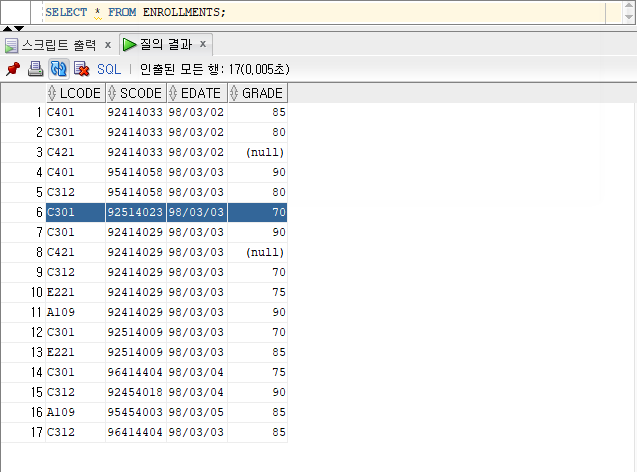 SELECT * FROM ENROLLMENTS;
스크립트 출력 x 질의 결과 x
SQL | 인출된 모든 행: 17(0,005초)
LCODE SCODE EDATE GRADE
1 C401 92414033 98/03/02 85
2 C301 92414033 98/03/02 80
3 C421 92414033 98/03/02 (null)
4 C401 95414058 98/03/03 90
5 C312 95414058 98/03/03 80
6 C301 92514023 98/03/03 70
7 C301 92414029 98/03/03 90
8 C421 92414029 98/03/03 (null)
9 C312 92414029 98/03/03 70
10 E221 92414029 98/03/03 75
11 A109 92414029 98/03/03 90
12 C301 92514009 98/03/03 70
13 E221 92514009 98/03/03 85
14 C301 96414404 98/03/04 75
15 C312 92454018 98/03/04 90
16 A109 95454003 98/03/05 85
17 C312 96414404 98/03/03 85